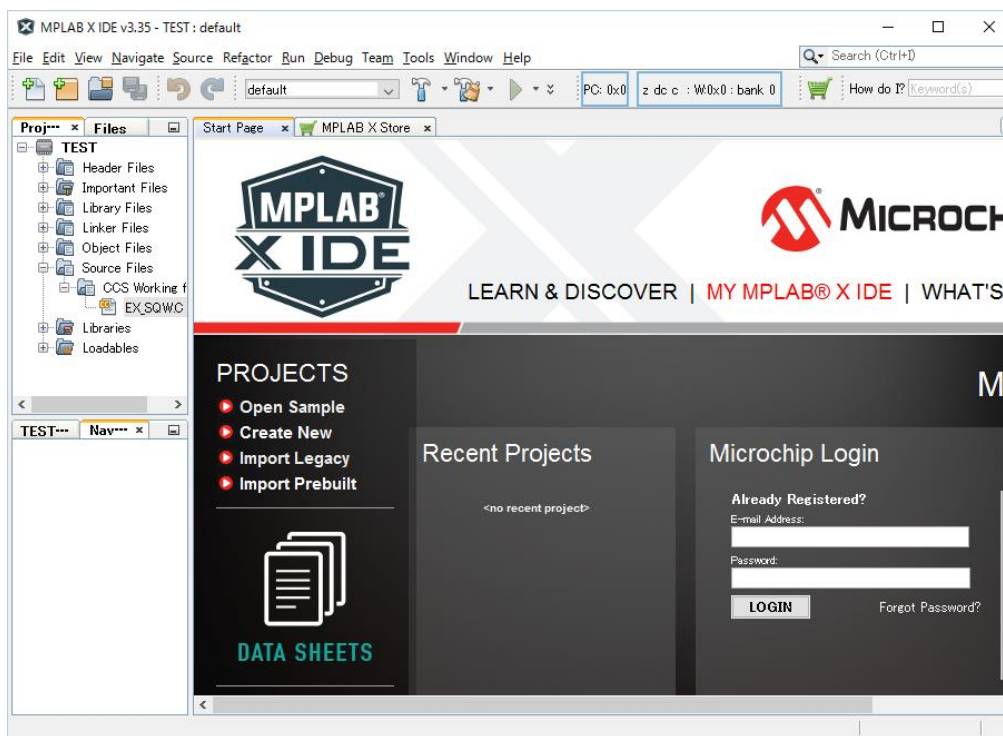 MPLAB X IDE v3.35 - TEST : default
File Edit View Navigate Source Refactor Run Debug Team Tools Window Help
Search (Ctrl+I)
default
PC: 0x0
z dc c : W:0x0 : bank 0
How do I?
Keyword(s)
Proj... × Files
Start Page × MPLAB X Store ×
TEST
Header Files
Important Files
Library Files
Linker Files
Object Files
Source Files
CCS Working f
EX_SQW.C
Libraries
Loadables
TEST... Nav... ×
MPLAB®
X IDE
MICROCH
LEARN & DISCOVER | MY MPLAB® X IDE | WHAT'S
PROJECTS
Open Sample
Create New
Import Legacy
Import Prebuilt
DATA SHEETS
M
Recent Projects
<no recent project>
Microchip Login
Already Registered?
E-mail Address:
Password:
LOGIN
Forgot Password?